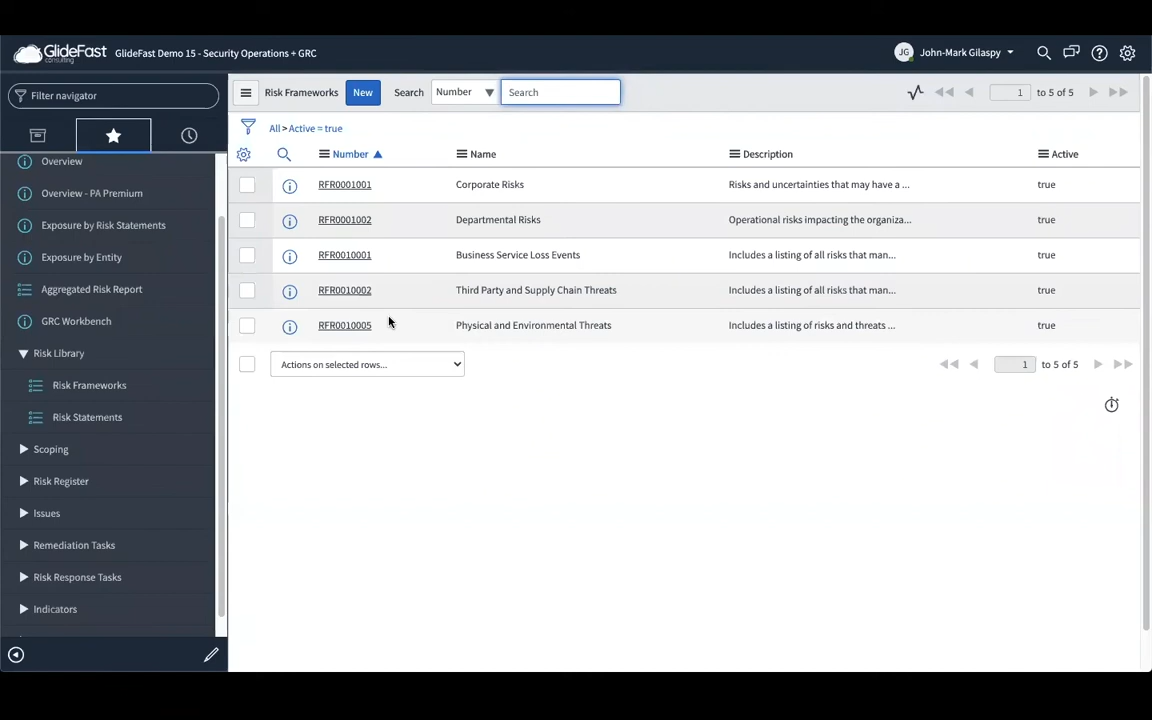 GlideFast consulting GlideFast Demo 15 - Security Operations + GRC JG John-Mark Gilaspy
Filter navigator
Risk Frameworks New Search Number Search 1 to 5 of 5
All > Active = true
Number Name Description Active
RFR0001001 Corporate Risks Risks and uncertainties that may have a ... true
RFR0001002 Departmental Risks Operational risks impacting the organiza... true
RFR0010001 Business Service Loss Events Includes a listing of all risks that man... true
RFR0010002 Third Party and Supply Chain Threats Includes a listing of all risks that man... true
RFR0010005 Physical and Environmental Threats Includes a listing of risks and threats ... true
Actions on selected rows... 1 to 5 of 5
Overview
Overview - PA Premium
Exposure by Risk Statements
Exposure by Entity
Aggregated Risk Report
GRC Workbench
Risk Library
Risk Frameworks
Risk Statements
Scoping
Risk Register
Issues
Remediation Tasks
Risk Response Tasks
Indicators